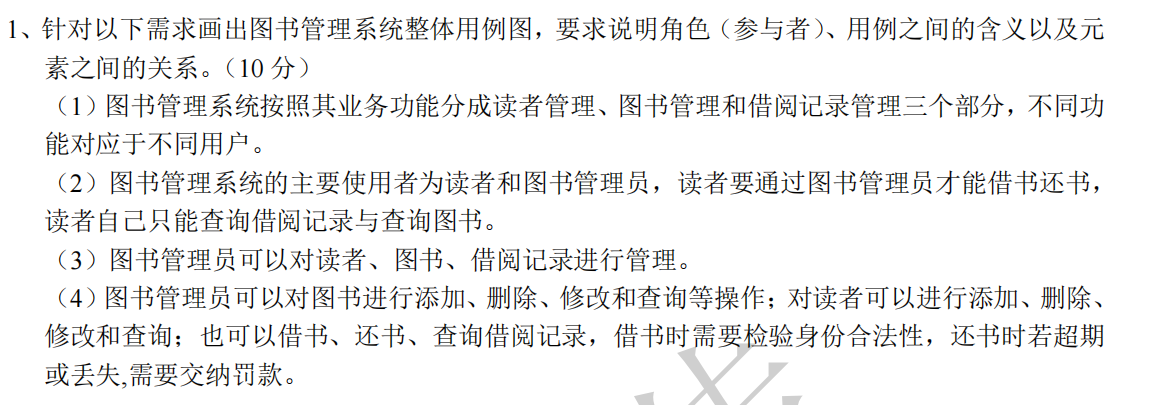 1、针对以下需求画出图书管理系统整体用例图，要求说明角色（参与者）、用例之间的含义以及元
素之间的关系。（10 分）
（1）图书管理系统按照其业务功能分成读者管理、图书管理和借阅记录管理三个部分，不同功
能对应于不同用户。
（2）图书管理系统的主要使用者为读者和图书管理员，读者要通过图书管理员才能借书还书，
读者自己只能查询借阅记录与查询图书。
（3）图书管理员可以对读者、图书、借阅记录进行管理。
（4）图书管理员可以对图书进行添加、删除、修改和查询等操作；对读者可以进行添加、删除、
修改和查询；也可以借书、还书、查询借阅记录，借书时需要检验身份合法性，还书时若超期
或丢失,需要交纳罚款。